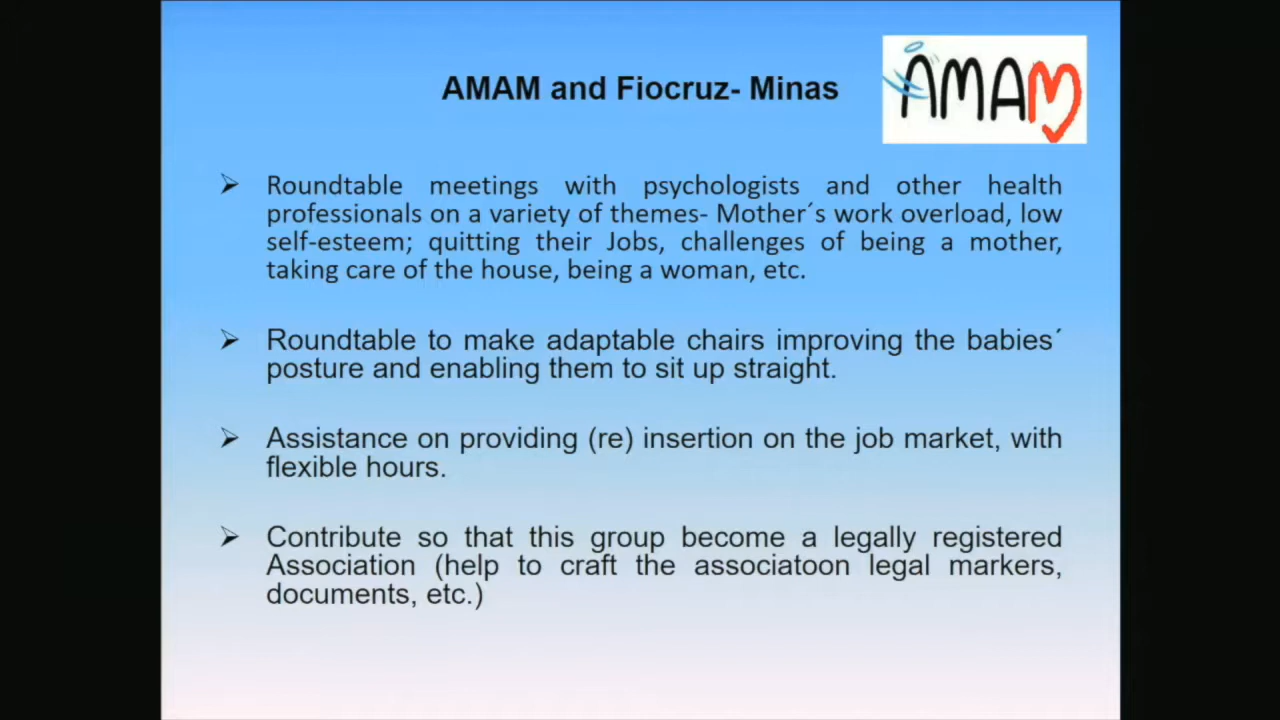 AMAM and Fiocruz- Minas
AMAM
Roundtable meetings with psychologists and other health
professionals on a variety of themes- Mother´s work overload, low
self-esteem; quitting their Jobs, challenges of being a mother,
taking care of the house, being a woman, etc.
Roundtable to make adaptable chairs improving the babies´
posture and enabling them to sit up straight.
Assistance on providing (re) insertion on the job market, with
flexible hours.
Contribute so that this group become a legally registered
Association (help to craft the associatoon legal markers,
documents, etc.)